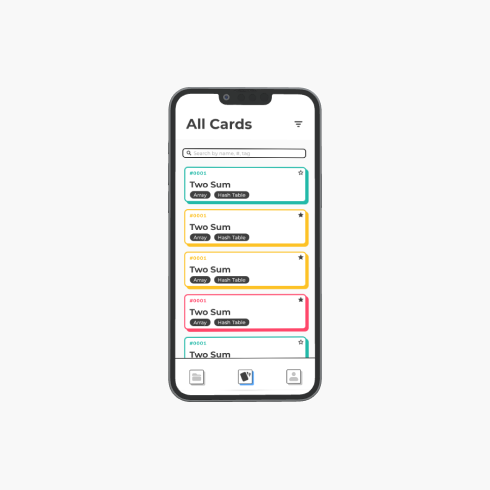 All Cards
Search by name, #, tag
#0001
Two Sum
Array Hash Table
#0001
Two Sum
Array Hash Table
#0001
Two Sum
Array Hash Table
#0001
Two Sum
Array Hash Table
#0001
Two Sum